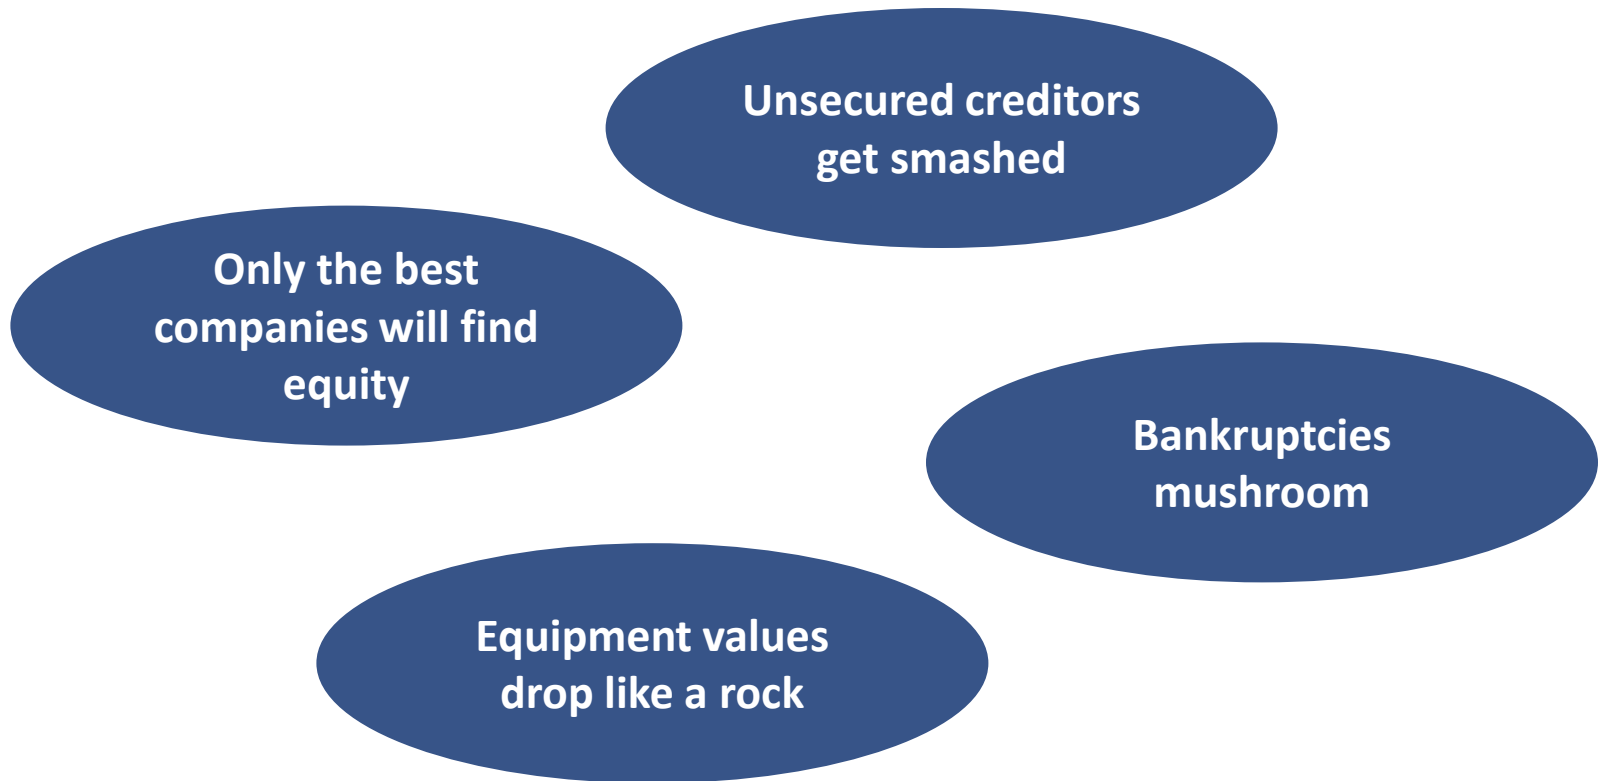 Unsecured creditors
get smashed
Only the best
companies will find
equity
Bankruptcies
mushroom
Equipment values
drop like a rock